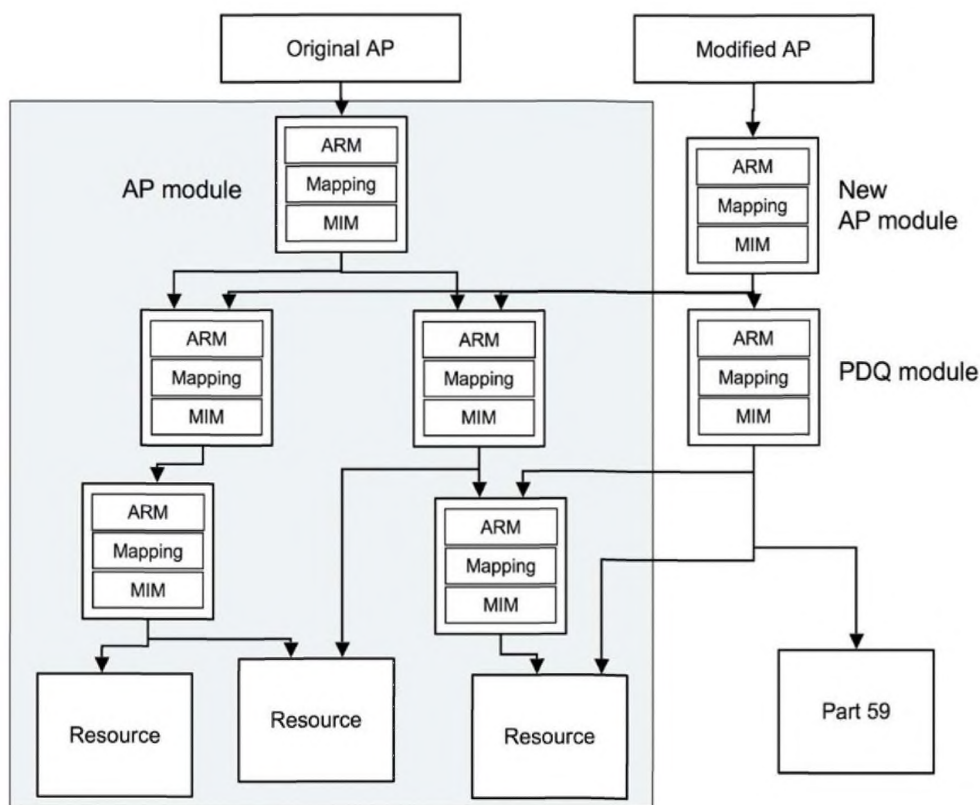 Original AP
Modified AP
AP module
ARM
Mapping
MIM
ARM
Mapping
MIM
New
AP module
ARM
Mapping
MIM
ARM
Mapping
MIM
ARM
Mapping
MIM
PDQ module
ARM
Mapping
MIM
ARM
Mapping
MIM
Resource
Resource
Resource
Part 59